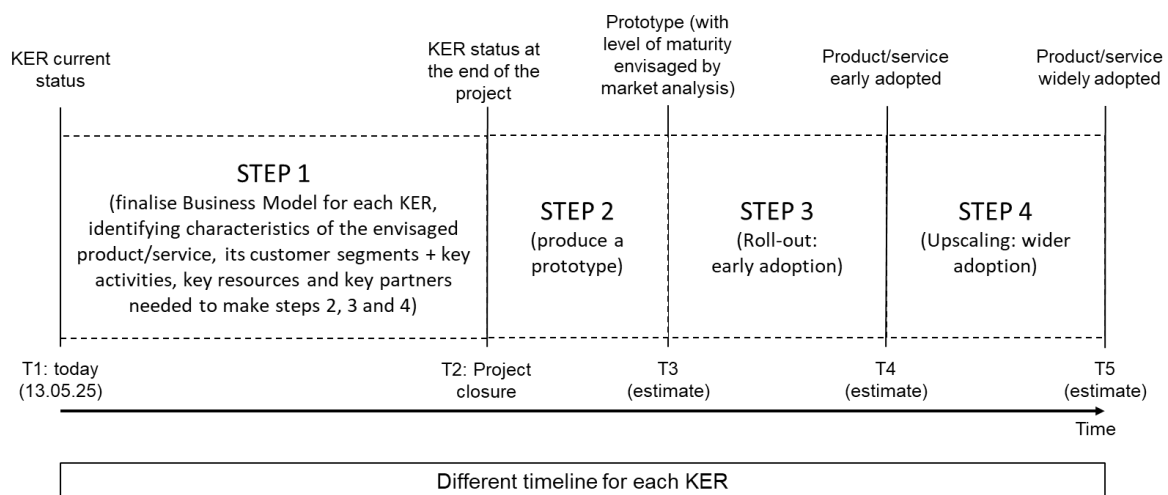 KER current
status
KER status at
the end of the
project
Prototype (with
level of maturity
envisaged by
market analysis)
Product/service
early adopted
Product/service
widely adopted
STEP 1
(finalise Business Model for each KER,
identifying characteristics of the envisaged
product/service, its customer segments + key
activities, key resources and key partners
needed to make steps 2, 3 and 4)
STEP 2
(produce a
prototype)
STEP 3
(Roll-out:
early adoption)
STEP 4
(Upscaling: wider
adoption)
T1: today
(13.05.25)
T2: Project
closure
T3
(estimate)
T4
(estimate)
T5
(estimate)
Time
Different timeline for each KER